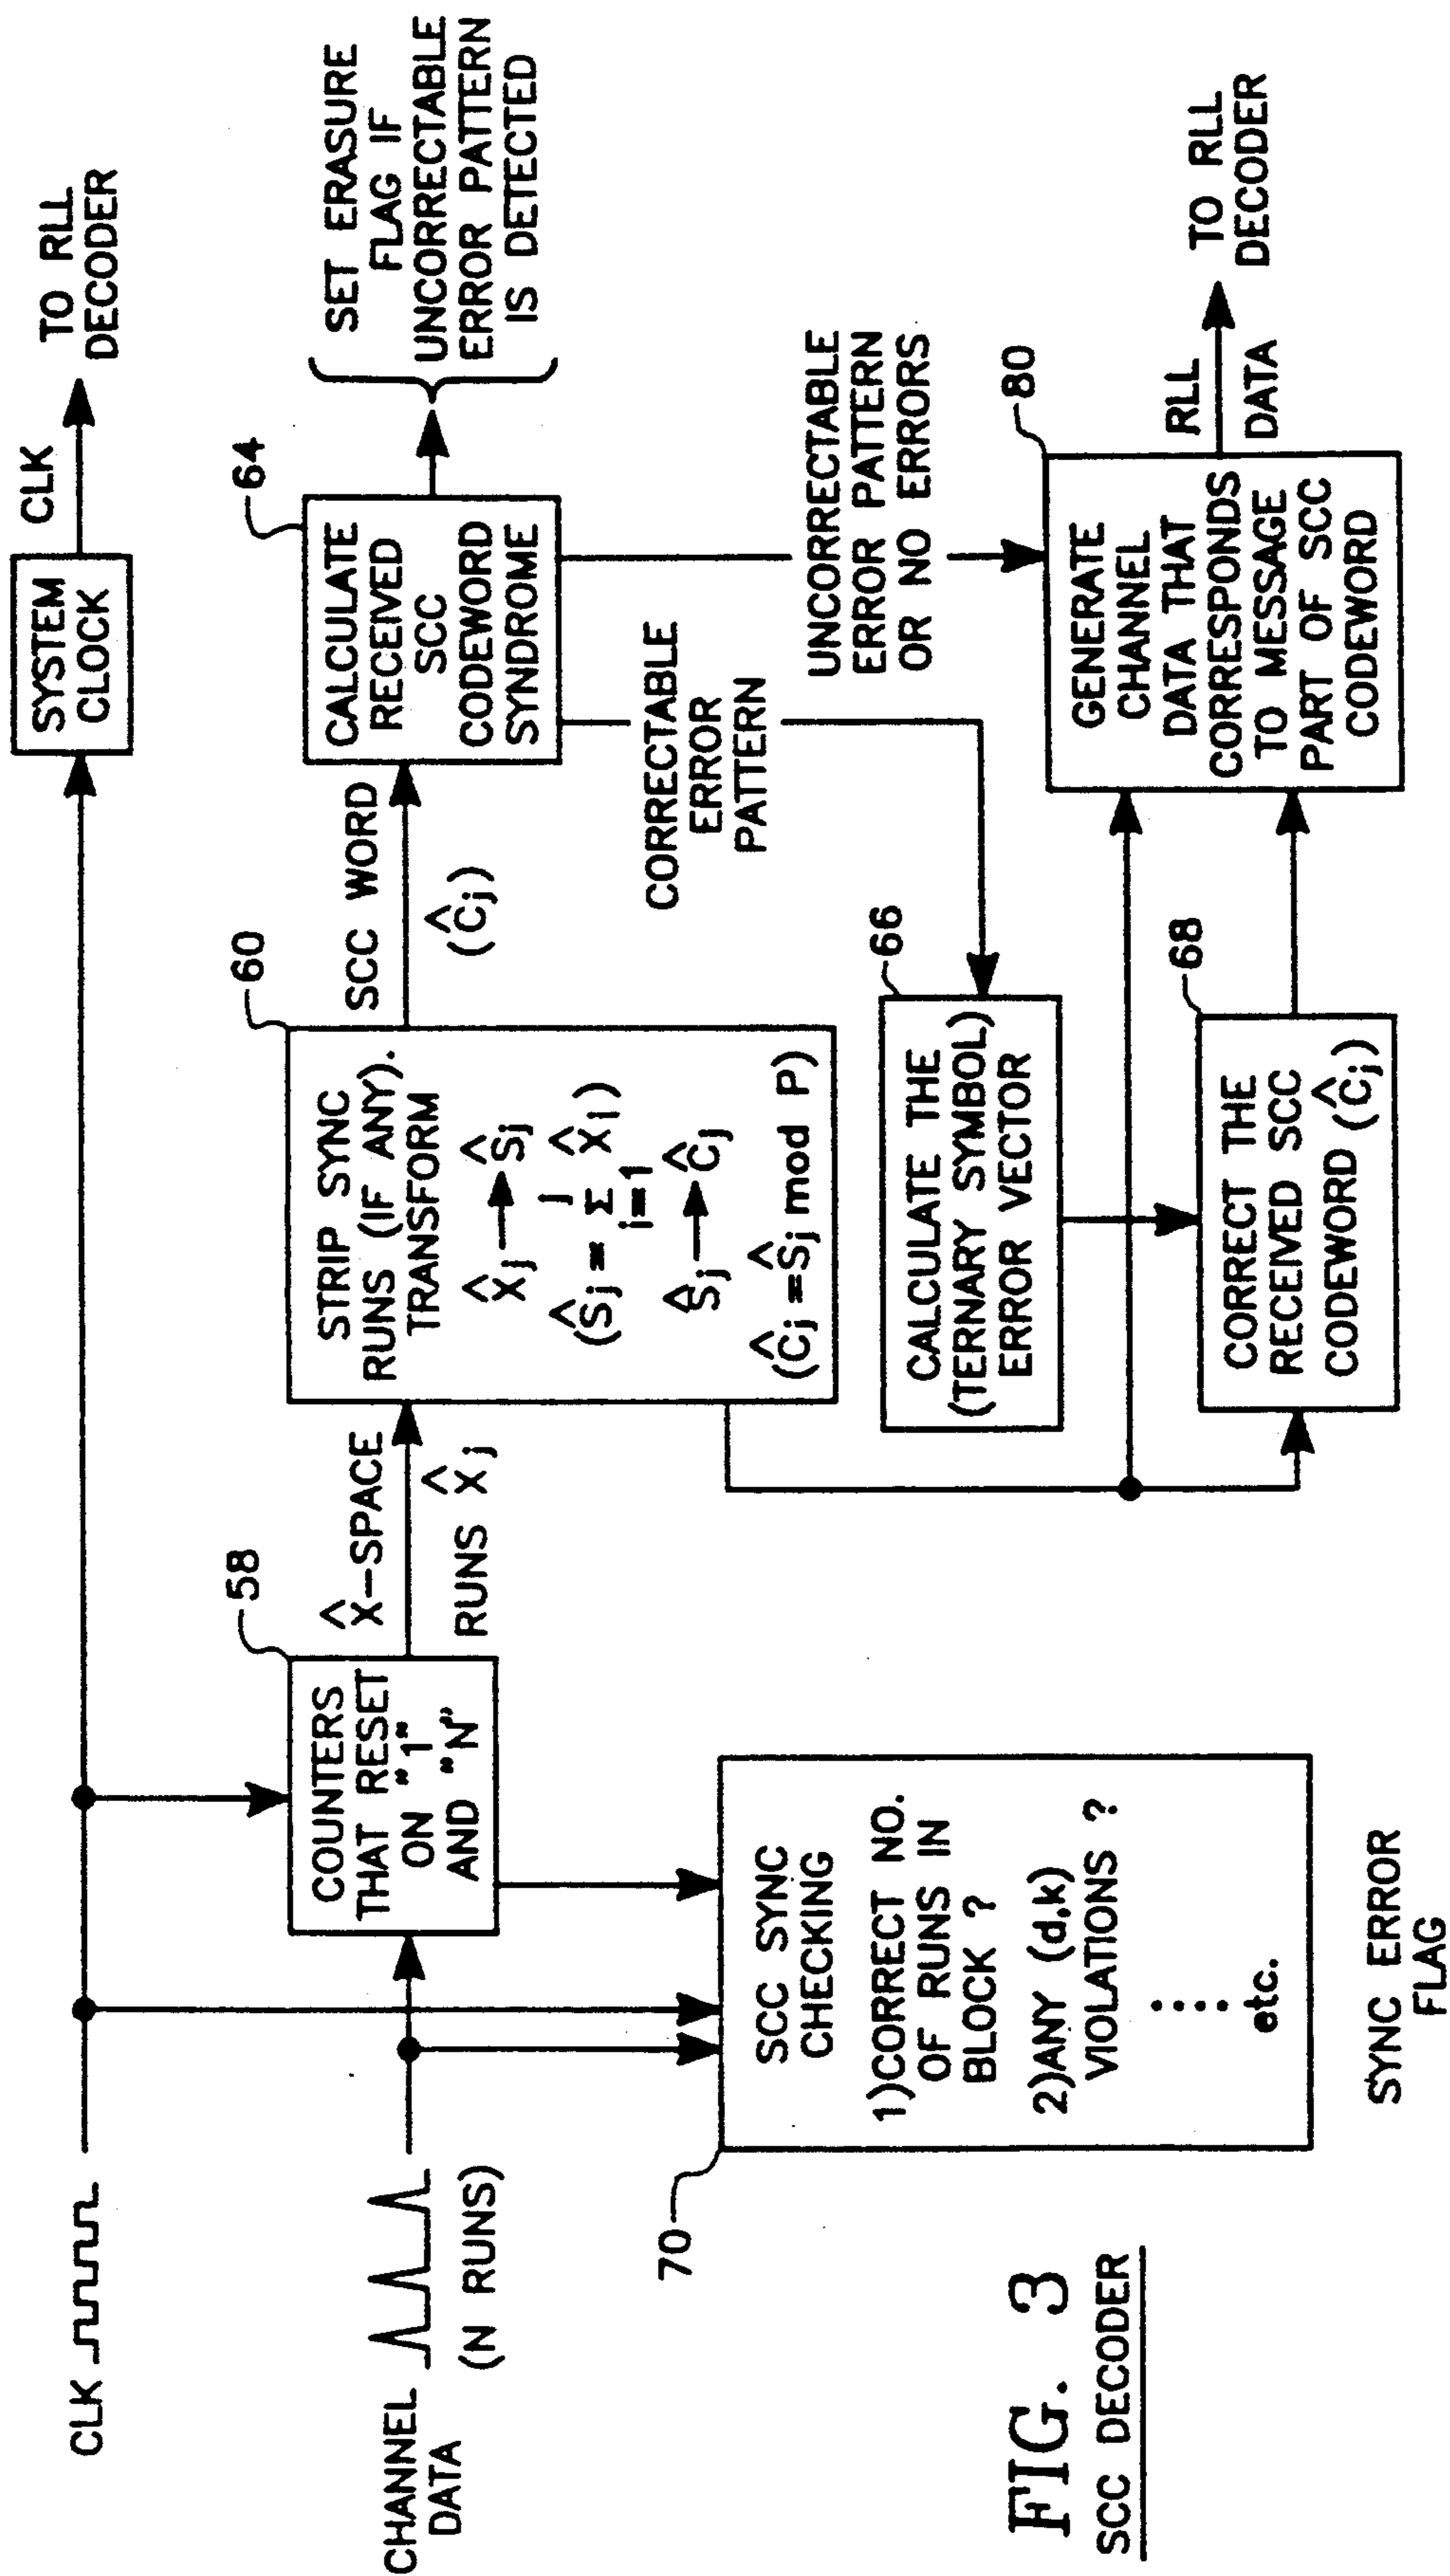 CLK
SYSTEM
CLOCK
CLK
TO RLL
DECODER
CHANNEL
DATA
(N RUNS)
58
COUNTERS
THAT RESET
ON "1"
AND "N"
X̂-SPACE
RUNS X̂j
60
STRIP SYNC
RUNS (IF ANY).
TRANSFORM
X̂j → Ŝj
(Ŝj = Σ X̂i)
j
i=1
Ŝj → Ĉj
(Ĉj = Ŝj mod P)
SCC WORD
(Ĉj)
64
CALCULATE
RECEIVED
SCC
CODEWORD
SYNDROME
SET ERASURE
FLAG IF
UNCORRECTABLE
ERROR PATTERN
IS DETECTED
CORRECTABLE
ERROR
PATTERN
UNCORRECTABLE
ERROR PATTERN
OR NO ERRORS
70
SCC SYNC
CHECKING
1)CORRECT NO.
OF RUNS IN
BLOCK ?
2)ANY (d,k)
VIOLATIONS ?
..... etc.
SYNC ERROR
FLAG
66
CALCULATE THE
(TERNARY SYMBOL)
ERROR VECTOR
68
CORRECT THE
RECEIVED SCC
CODEWORD (Ĉj)
80
GENERATE
CHANNEL
DATA THAT
CORRESPONDS
TO MESSAGE
PART OF SCC
CODEWORD
RLL
DATA
TO RLL
DECODER
FIG. 3
SCC DECODER